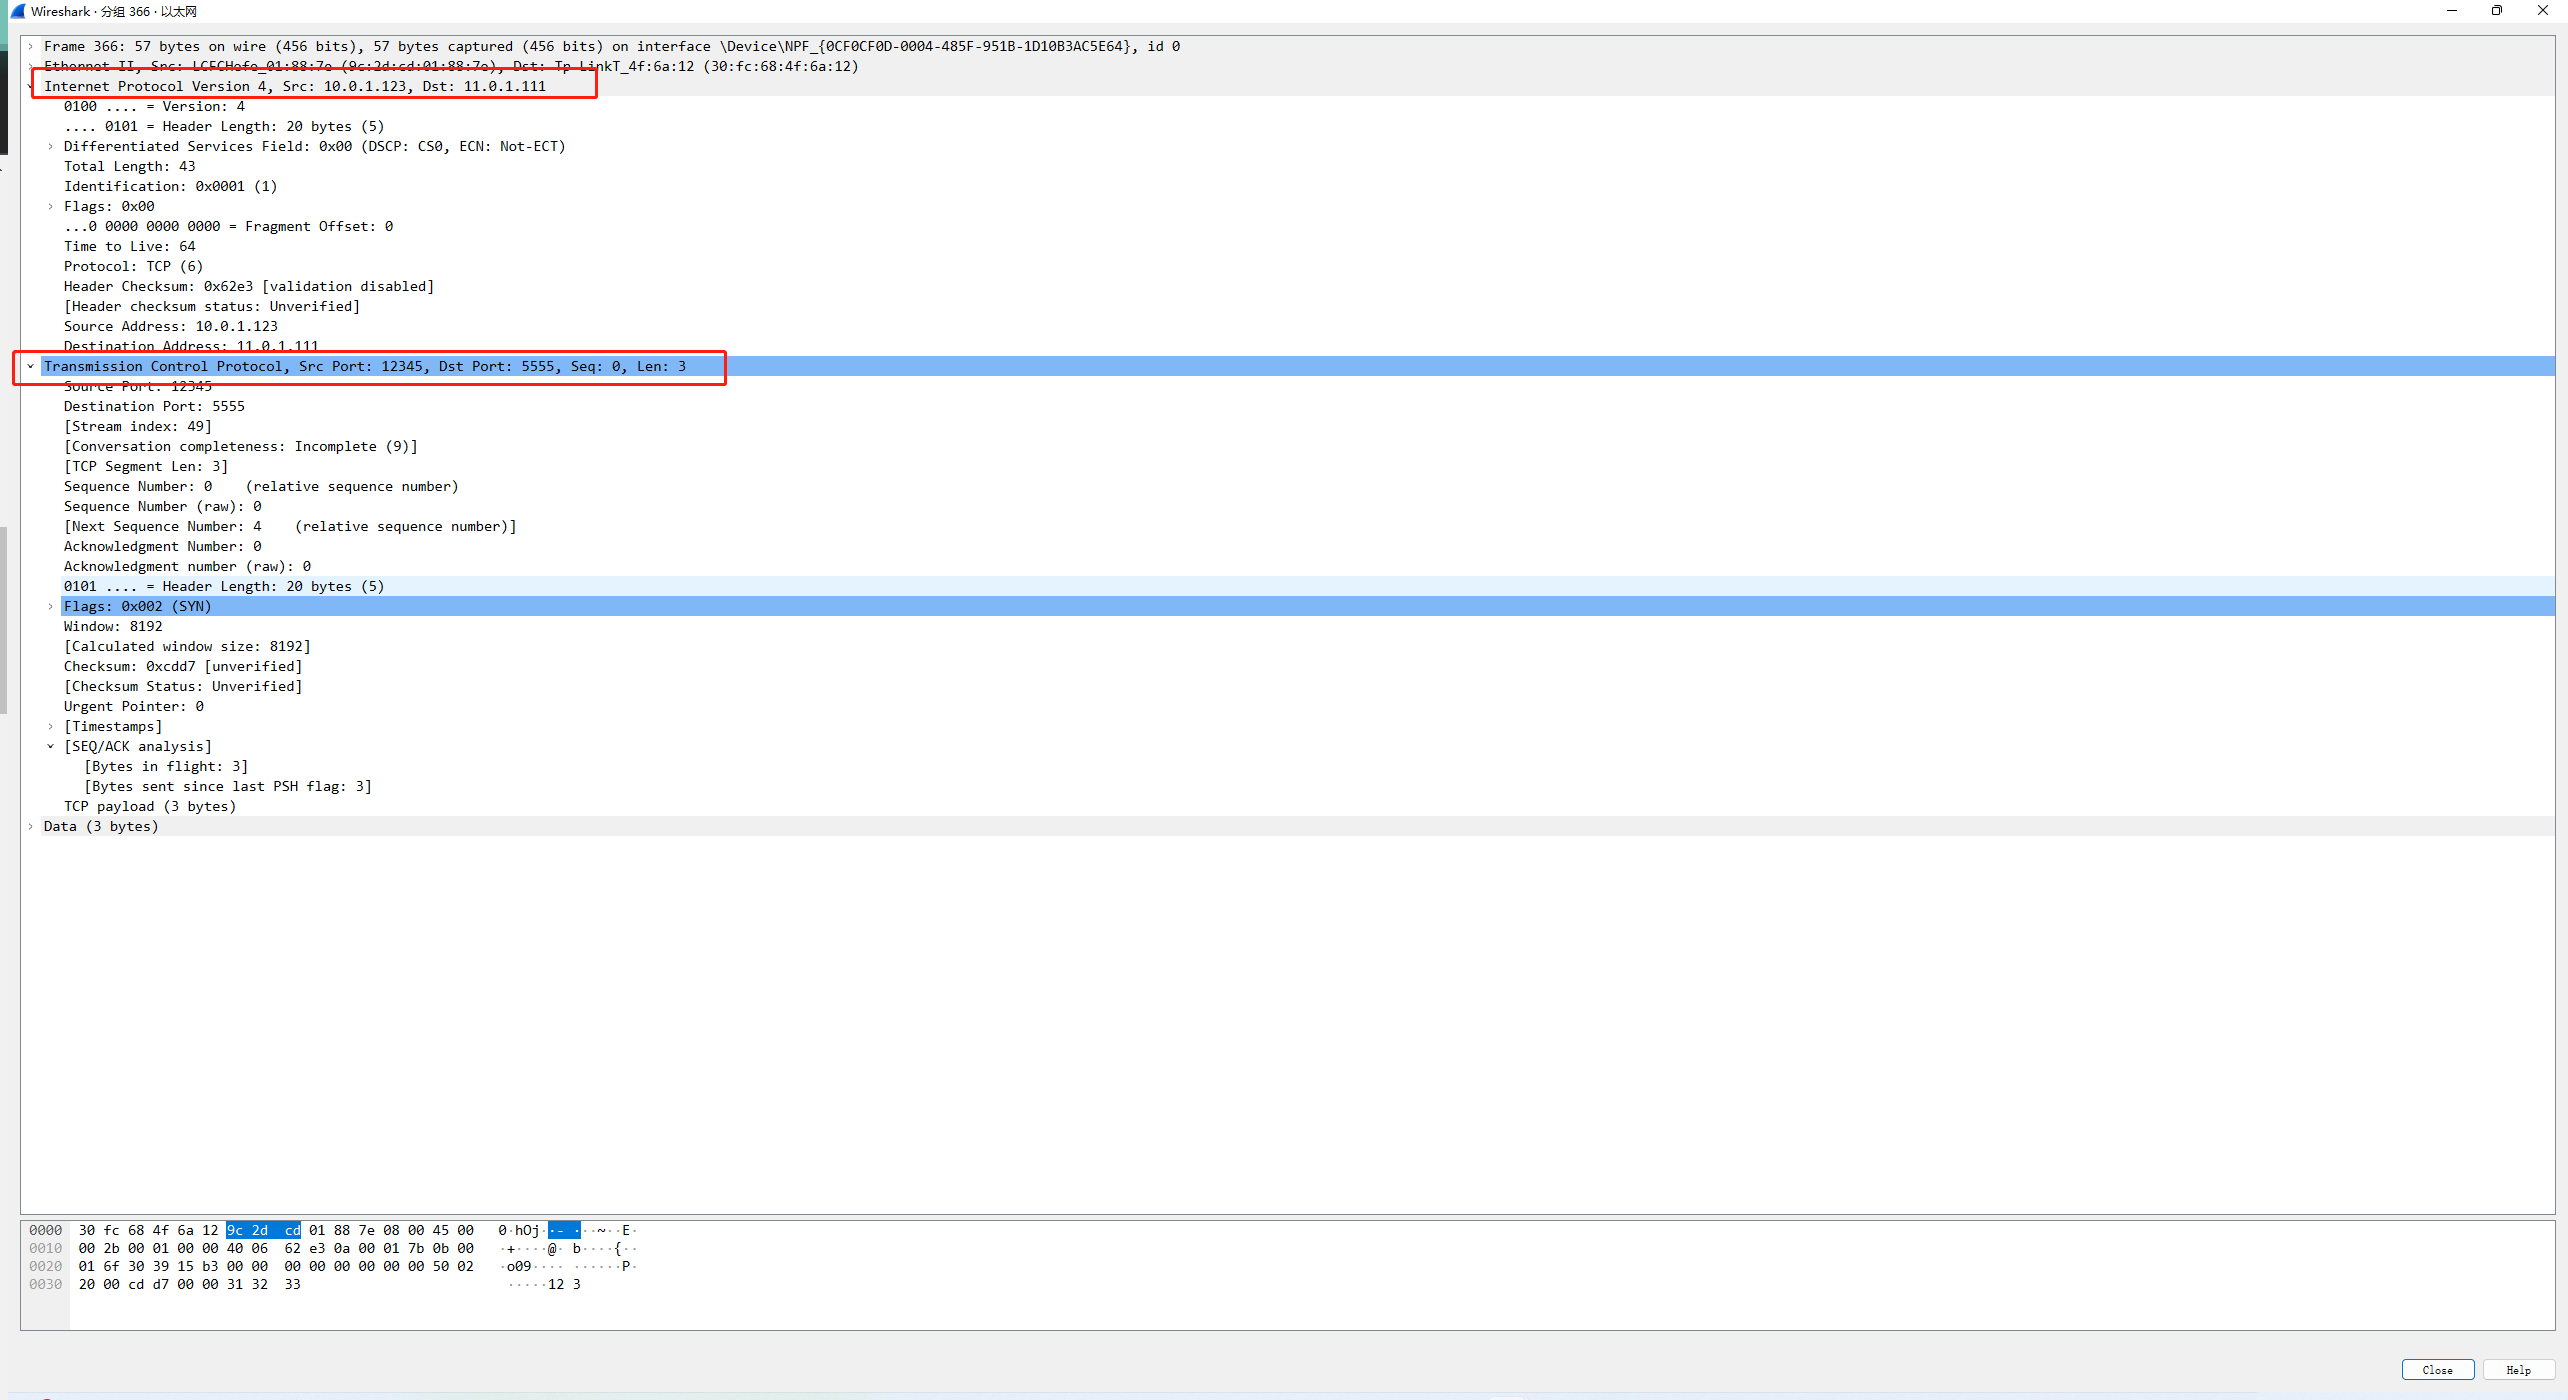 Wireshark · 分组 366 · 以太网
Frame 366: 57 bytes on wire (456 bits), 57 bytes captured (456 bits) on interface \Device\NPF_{0CF0CF0D-0004-485F-951B-1D10B3AC5E64}, id 0
Ethernet II, Src: LCFCHefe_01:88:7e (9c:2d:cd:01:88:7e), Dst: Tp-LinkT_4f:6a:12 (30:fc:68:4f:6a:12)
Internet Protocol Version 4, Src: 10.0.1.123, Dst: 11.0.1.111
0100 .... = Version: 4
.... 0101 = Header Length: 20 bytes (5)
Differentiated Services Field: 0x00 (DSCP: CS0, ECN: Not-ECT)
Total Length: 43
Identification: 0x0001 (1)
Flags: 0x00
...0 0000 0000 0000 = Fragment Offset: 0
Time to Live: 64
Protocol: TCP (6)
Header Checksum: 0x62e3 [validation disabled]
[Header checksum status: Unverified]
Source Address: 10.0.1.123
Destination Address: 11.0.1.111
Transmission Control Protocol, Src Port: 12345, Dst Port: 5555, Seq: 0, Len: 3
Source Port: 12345
Destination Port: 5555
[Stream index: 49]
[Conversation completeness: Incomplete (9)]
[TCP Segment Len: 3]
Sequence Number: 0    (relative sequence number)
Sequence Number (raw): 0
[Next Sequence Number: 4    (relative sequence number)]
Acknowledgment Number: 0
Acknowledgment number (raw): 0
0101 .... = Header Length: 20 bytes (5)
Flags: 0x002 (SYN)
Window: 8192
[Calculated window size: 8192]
Checksum: 0xcdd7 [unverified]
[Checksum Status: Unverified]
Urgent Pointer: 0
[Timestamps]
[SEQ/ACK analysis]
[Bytes in flight: 3]
[Bytes sent since last PSH flag: 3]
TCP payload (3 bytes)
Data (3 bytes)
0000  30 fc 68 4f 6a 12 9c 2d  cd 01 88 7e 08 00 45 00   0·hOj··- ···~··E·
0010  00 2b 00 01 00 00 40 06  62 e3 0a 00 01 7b 0b 00   ·+····@· b····{··
0020  01 6f 30 39 15 b3 00 00  00 00 00 00 00 00 50 02   ·o09···· ······P·
0030  20 00 cd d7 00 00 31 32  33   ·····12 3
Close Help